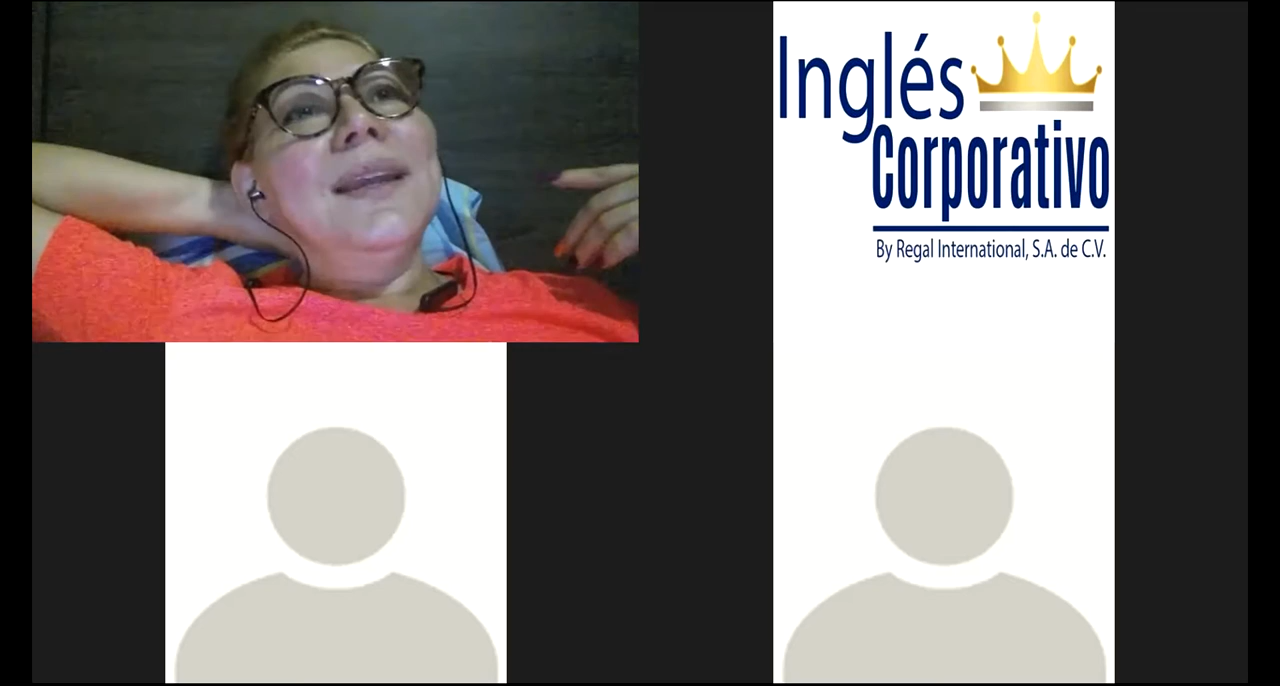 Inglés
Corporativo
By Regal International, S.A. de C.V.